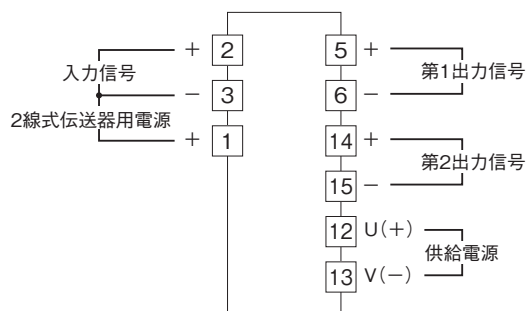 + 2
入力信号
− 3
2線式伝送器用電源
+ 1
5 +
第1出力信号
6 −
14 +
第2出力信号
15 −
12 U(+)
供給電源
13 V(−)